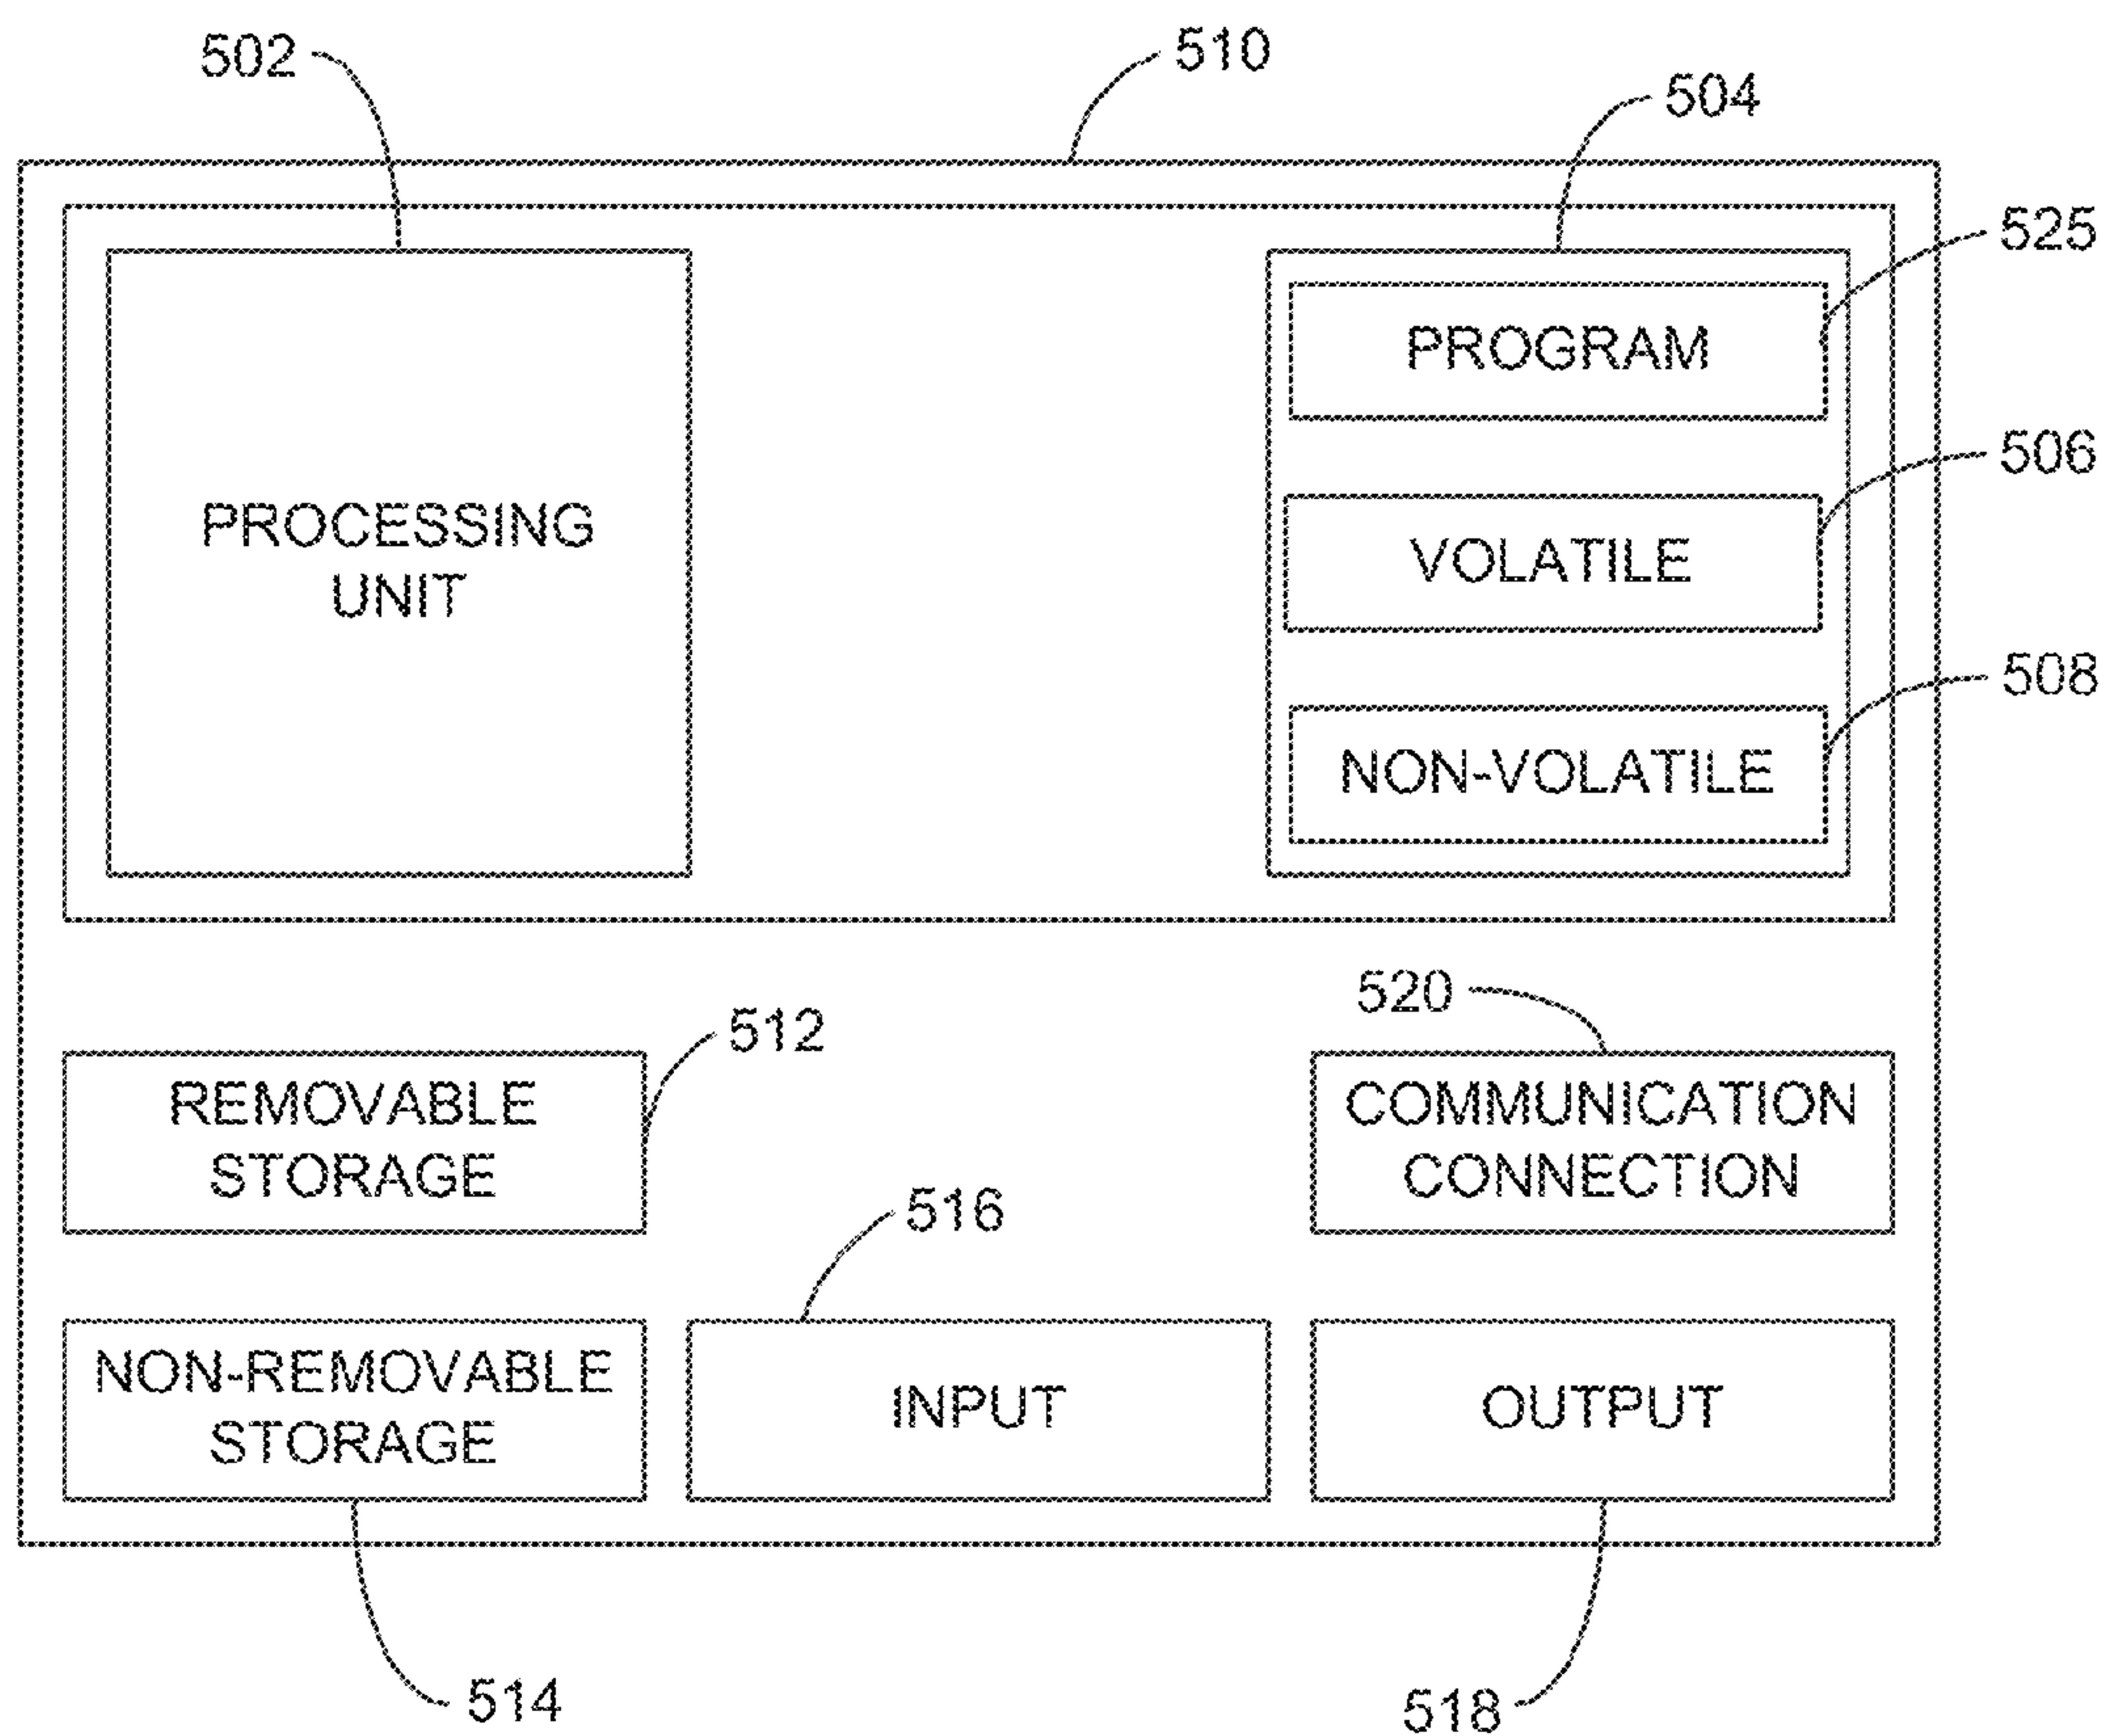 502
510
504
525
PROGRAM
506
PROCESSING
UNIT
VOLATILE
508
NON-VOLATILE
520
512
REMOVABLE
STORAGE
COMMUNICATION
CONNECTION
516
NON-REMOVABLE
STORAGE
INPUT
OUTPUT
514
518